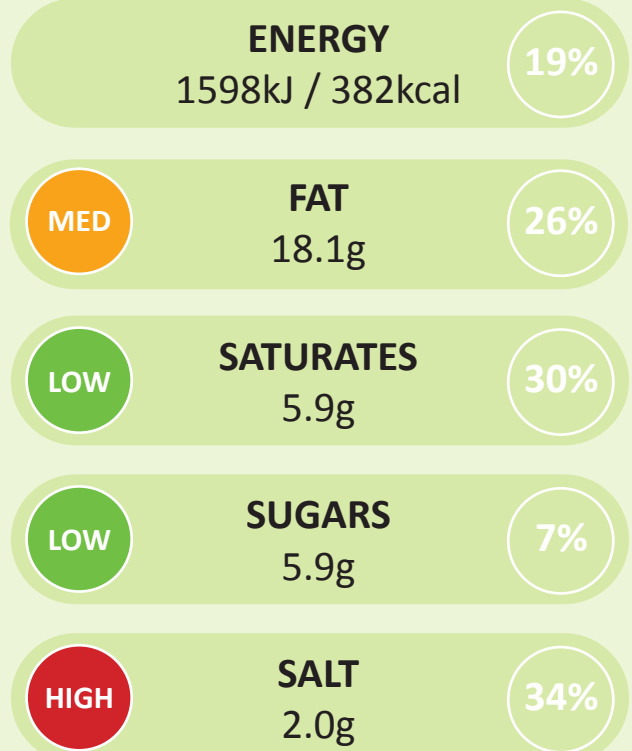 ENERGY
1598kJ / 382kcal
19%
MED
FAT
18.1g
26%
LOW
SATURATES
5.9g
30%
LOW
SUGARS
5.9g
7%
HIGH
SALT
2.0g
34%